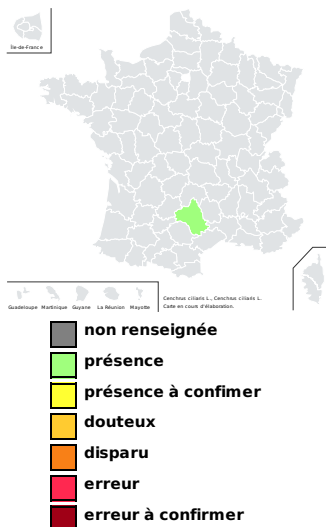 Île-de-France
Guadeloupe Martinique Guyane La Réunion Mayotte
Cenchrus ciliaris L., Cenchrus ciliaris L.
Carte en cours d'élaboration.
non renseignée
présence
présence à confimer
douteux
disparu
erreur
erreur à confirmer